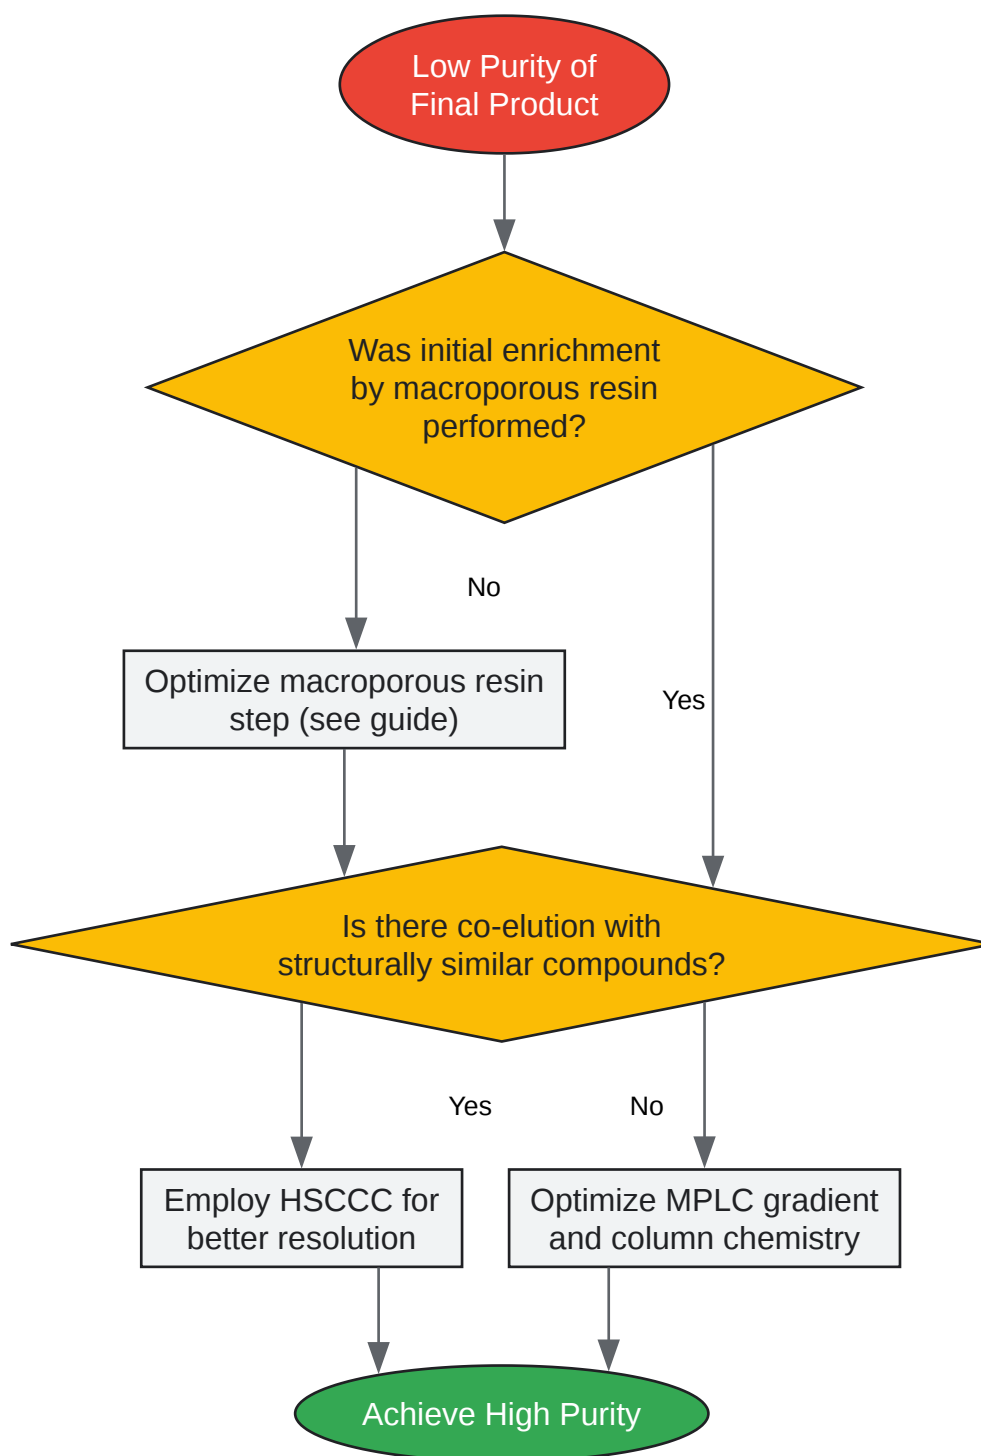 Low Purity of
Final Product
Was initial enrichment
by macroporous resin
performed?
No
Optimize macroporous resin
step (see guide)
Yes
Is there co-elution with
structurally similar compounds?
Yes
No
Employ HSCCC for
better resolution
Optimize MPLC gradient
and column chemistry
Achieve High Purity